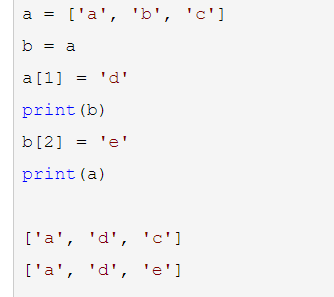 a = ['a', 'b', 'c']
b = a
a[1] = 'd'
print(b)
b[2] = 'e'
print(a)
['a', 'd', 'c']
['a', 'd', 'e']